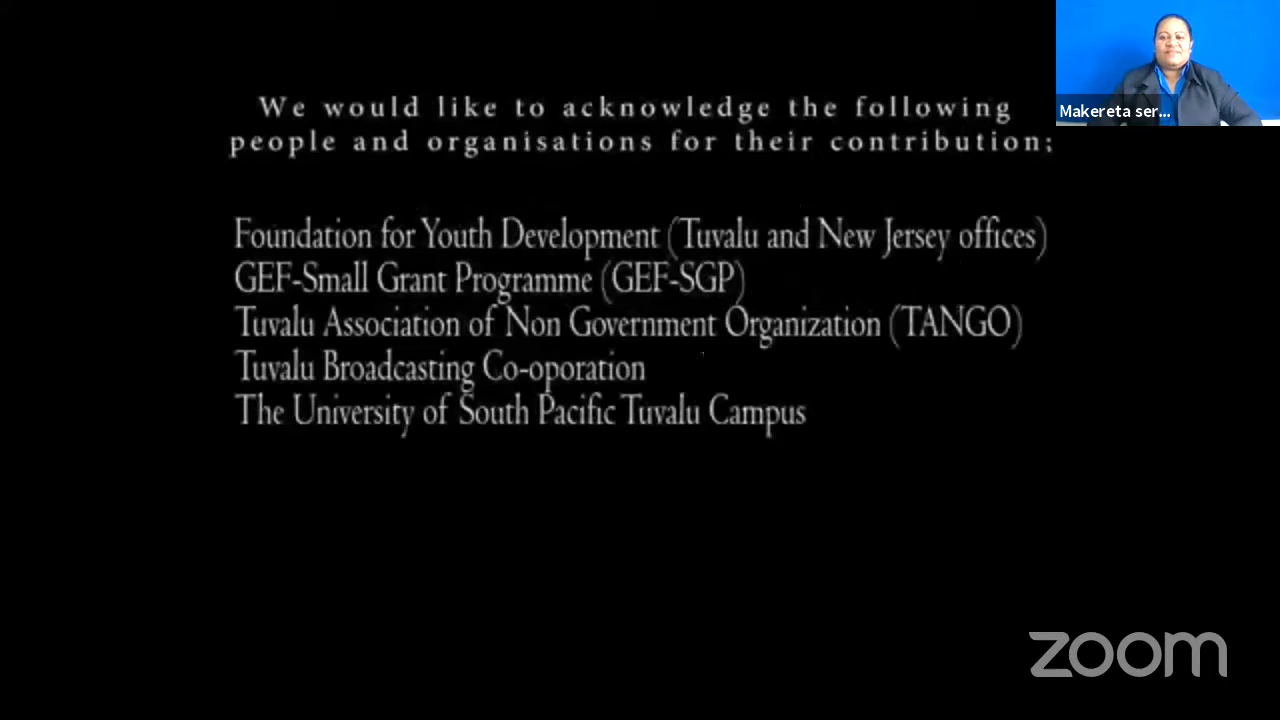 We would like to acknowledge the following
people and organisations for their contribution;
Makereta ser...
Foundation for Youth Development (Tuvalu and New Jersey offices)
GEF-Small Grant Programme (GEF-SGP)
Tuvalu Association of Non Government Organization (TANGO)
Tuvalu Broadcasting Co-oporation
The University of South Pacific Tuvalu Campus
zoom